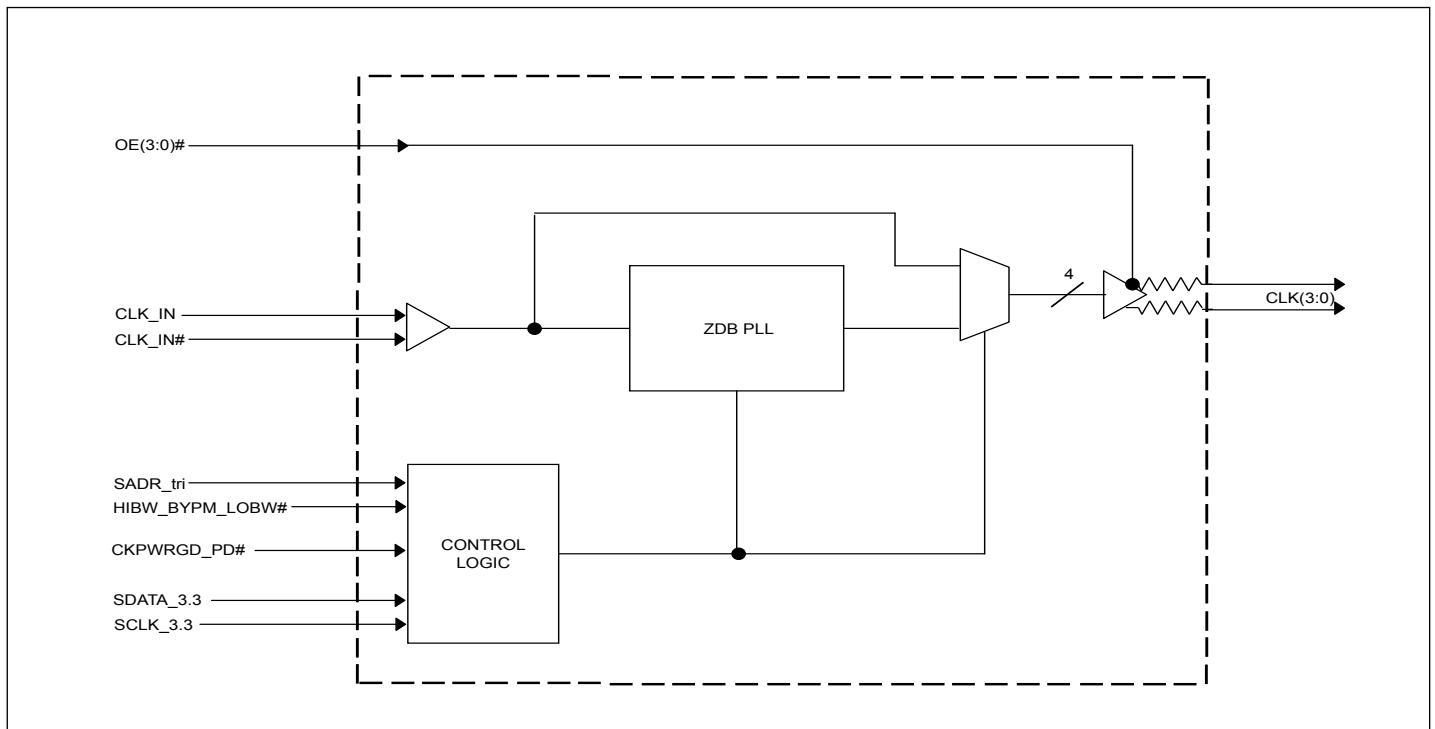 OE(3:0)#
4
CLK_IN
CLK(3:0)
CLK_IN#
ZDB PLL
SADR_tri
HIBW_BYPM_LOBW#
CKPWRGD_PD#
CONTROL
LOGIC
SDATA_3.3
SCLK_3.3